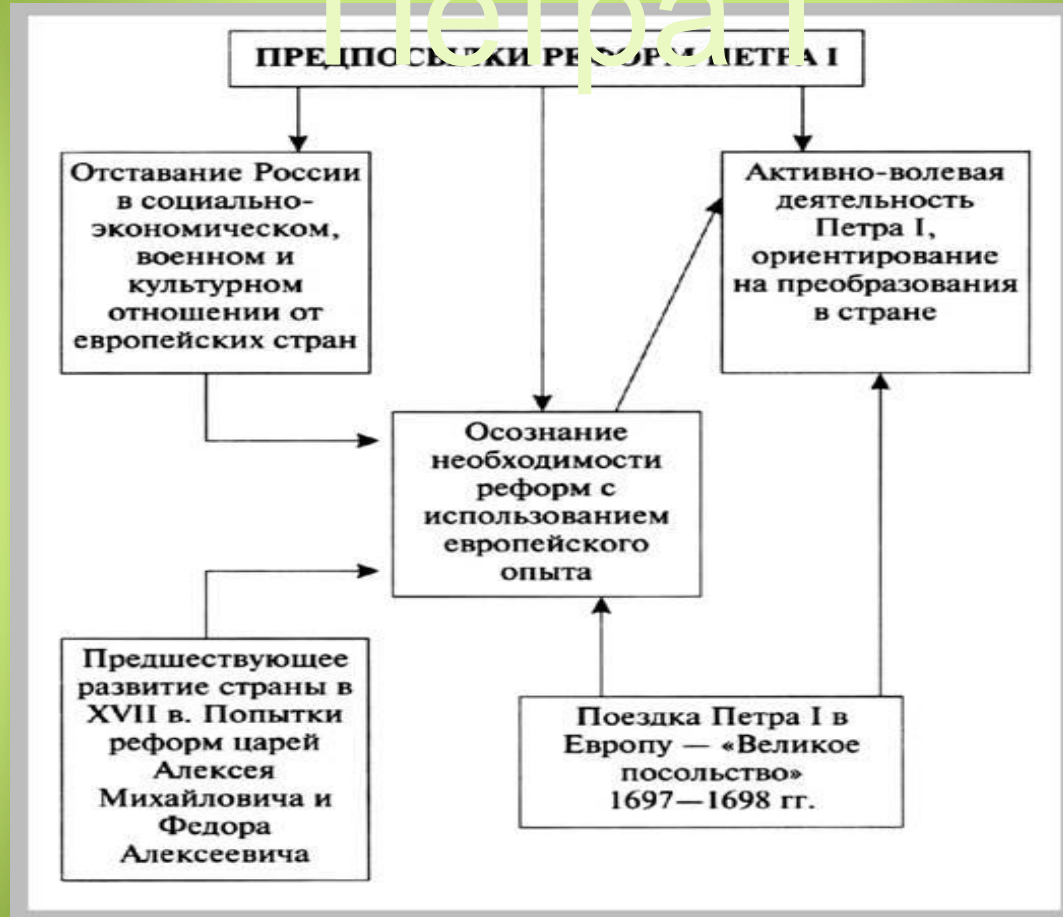 Петра I
ПРЕДПОСЫЛКИ РЕФОРМ ПЕТРА I
Отставание России
в социально-
экономическом,
военном и
культурном
отношении от
европейских стран
Активно-волевая
деятельность
Петра I,
ориентирование
на преобразования
в стране
Осознание
необходимости
реформ с
использованием
европейского
опыта
Предшествующее
развитие страны в
XVII в. Попытки
реформ царей
Алексея
Михайловича и
Федора
Алексеевича
Поездка Петра I в
Европу — «Великое
посольство»
1697—1698 гг.